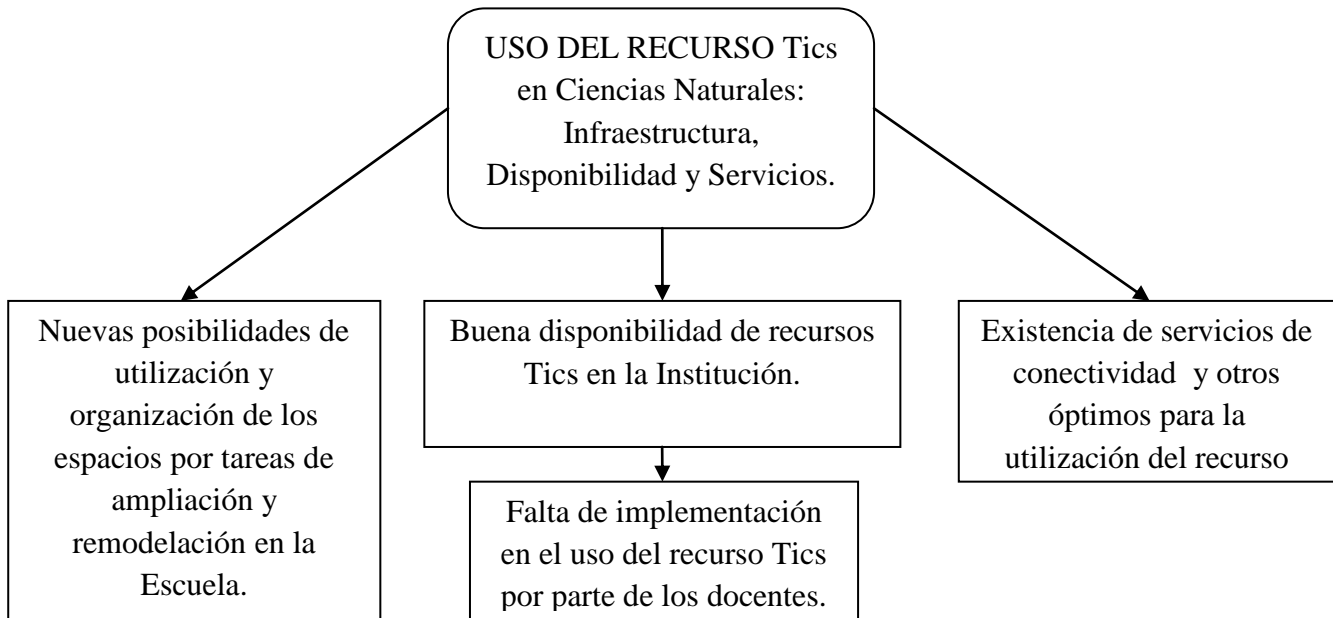 USO DEL RECURSO Tics
en Ciencias Naturales:
Infraestructura,
Disponibilidad y Servicios.
Nuevas posibilidades de
utilización y
organización de los
espacios por tareas de
ampliación y
remodelación en la
Escuela.
Buena disponibilidad de recursos
Tics en la Institución.
Falta de implementación
en el uso del recurso Tics
por parte de los docentes.
Existencia de servicios de
conectividad y otros
óptimos para la
utilización del recurso